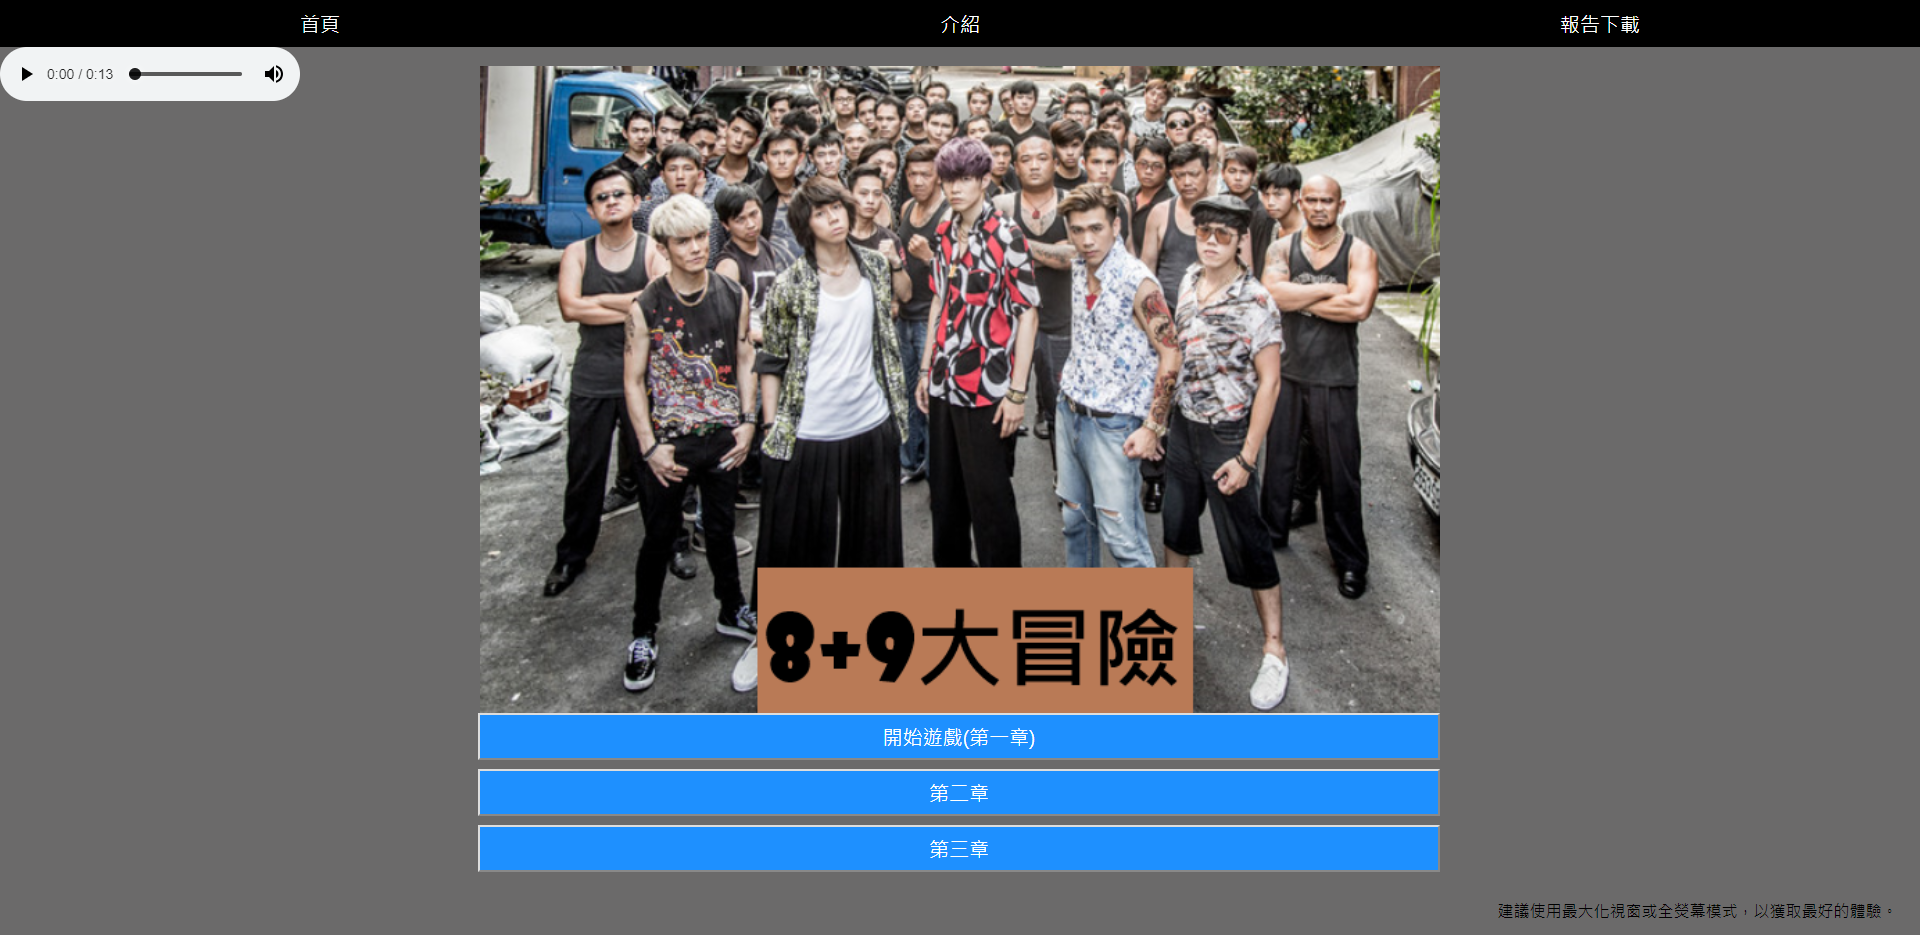 首頁
介紹
報告下載
0:00 / 0:13
8+9大冒險
開始遊戲(第一章)
第二章
第三章
建議使用最大化視窗或全熒幕模式，以獲取最好的體驗。